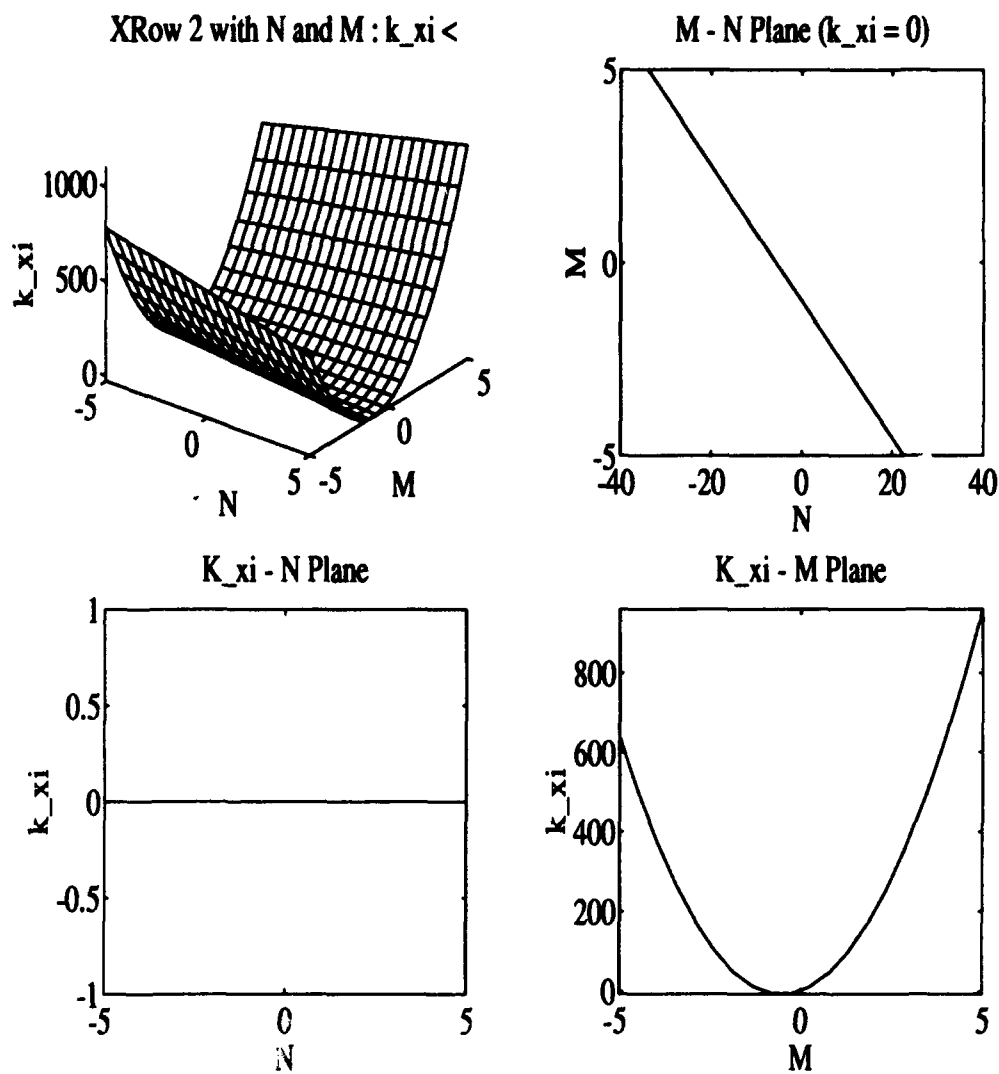 XRow 2 with N and M : k_xi <
1000
500
0
k_xi
-5
0
5
N
-5
0
5
M
M - N Plane (k_xi = 0)
5
0
-5
M
-40
-20
0
20
40
N
K_xi - N Plane
1
0.5
0
-0.5
-1
k_xi
-5
0
5
N
K_xi - M Plane
800
600
400
200
0
k_xi
-5
0
5
M